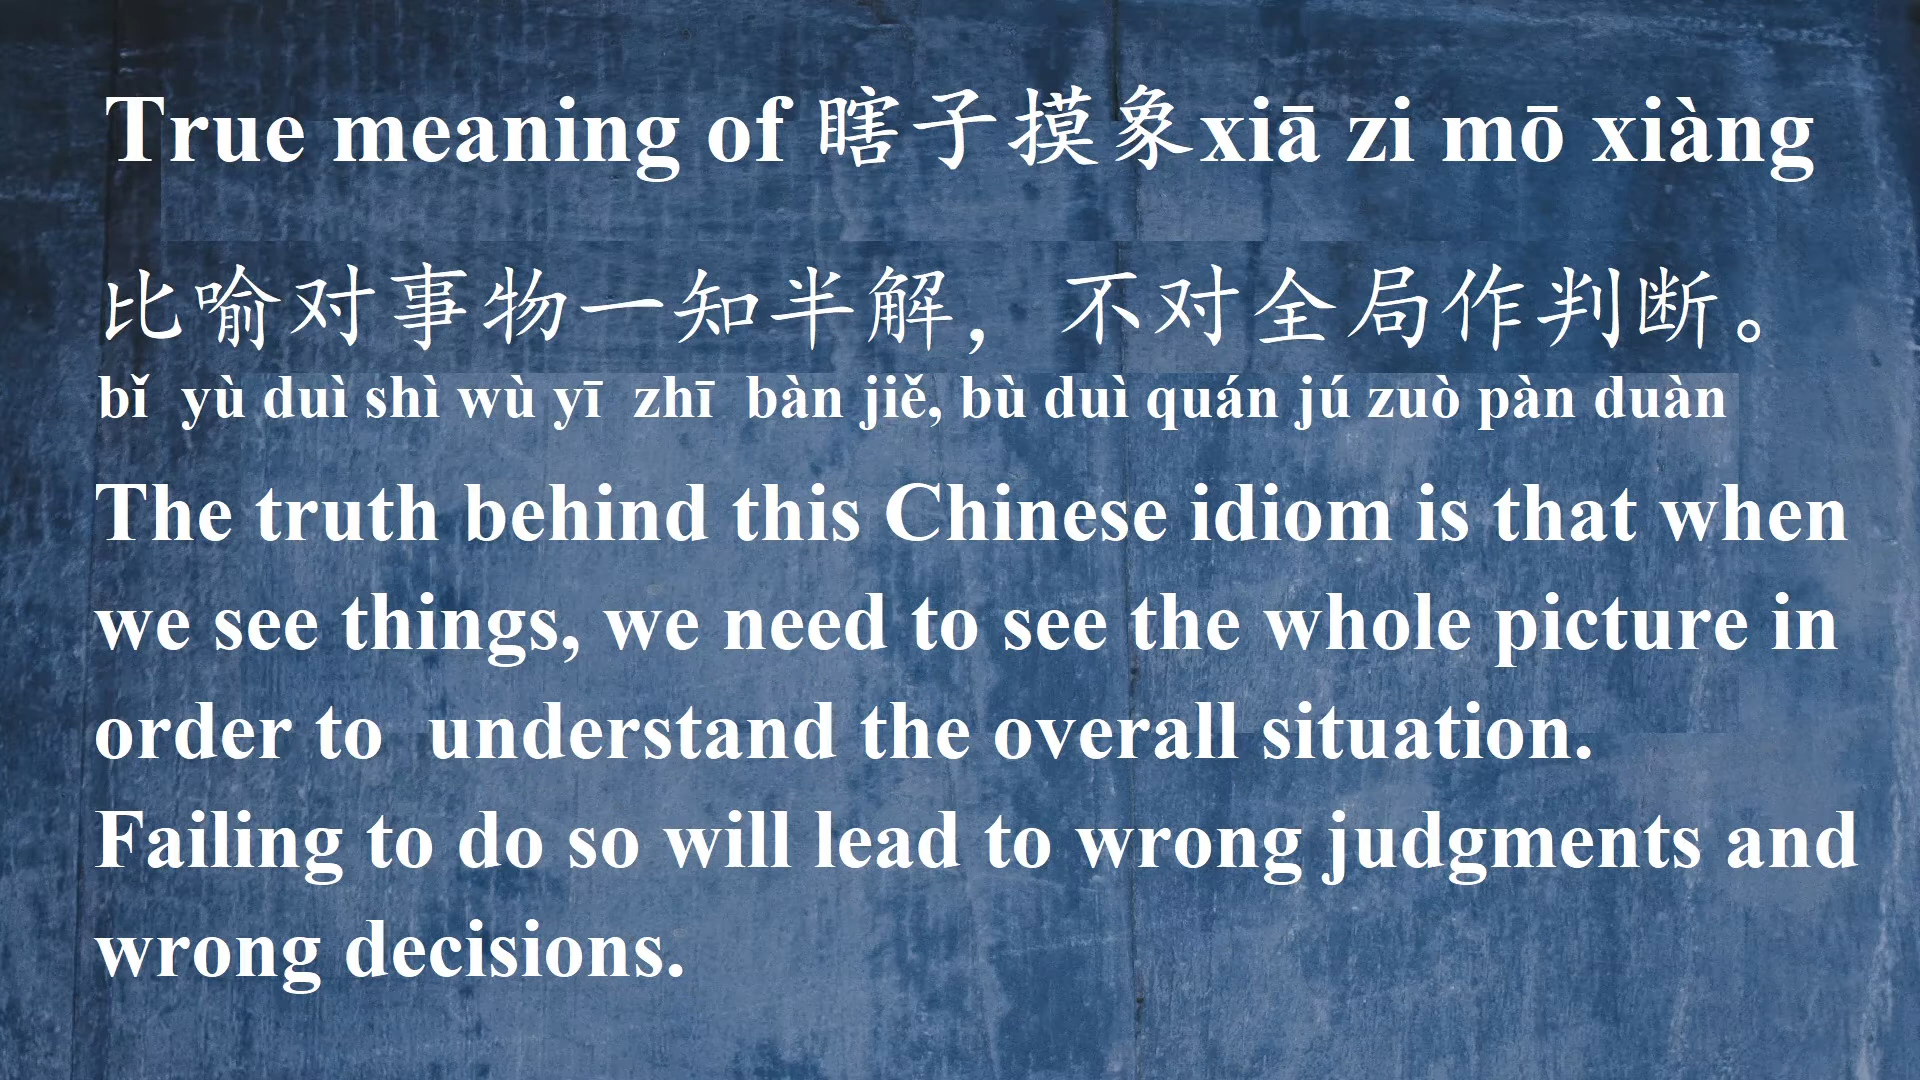 True meaning of 瞎子摸象xiā zi mō xiàng
比喻对事物一知半解，不对全局作判断。
bǐ yù duì shì wù yī zhī bàn jiě, bù duì quán jú zuò pàn duàn
The truth behind this Chinese idiom is that when
we see things, we need to see the whole picture in
order to understand the overall situation.
Failing to do so will lead to wrong judgments and
wrong decisions.